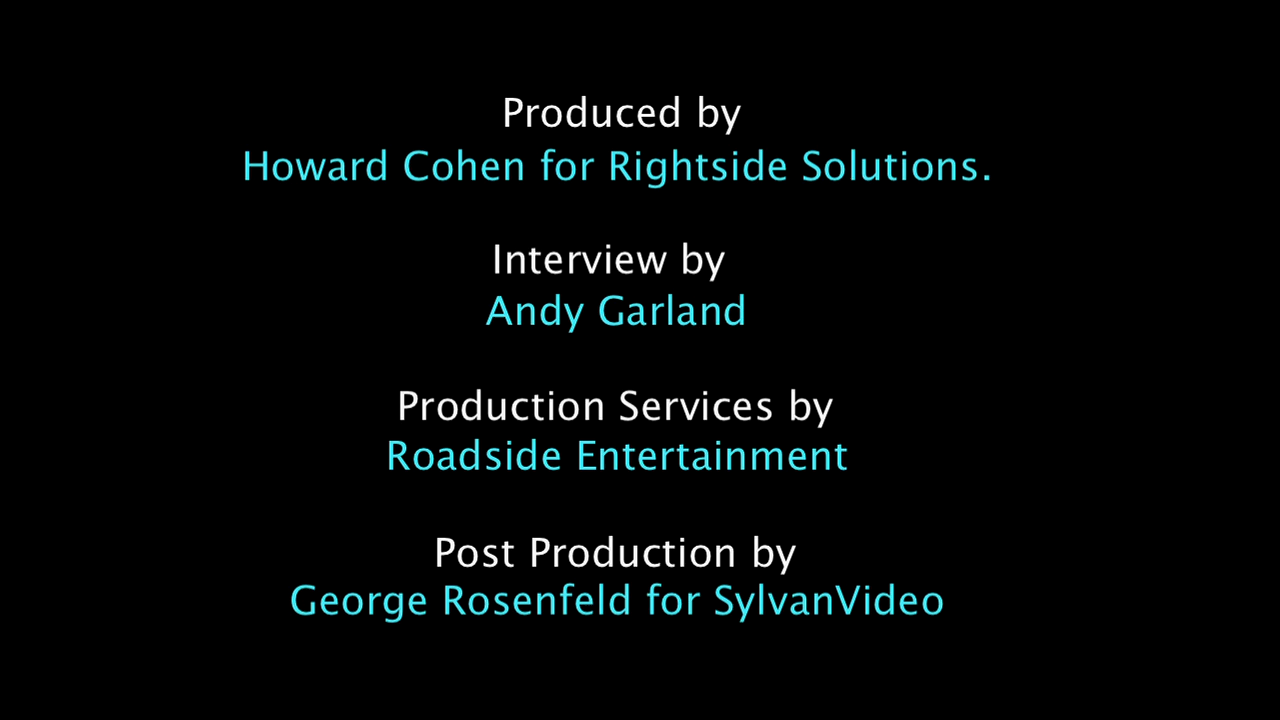 Produced by
Howard Cohen for Rightside Solutions.
Interview by
Andy Garland
Production Services by
Roadside Entertainment
Post Production by
George Rosenfeld for SylvanVideo